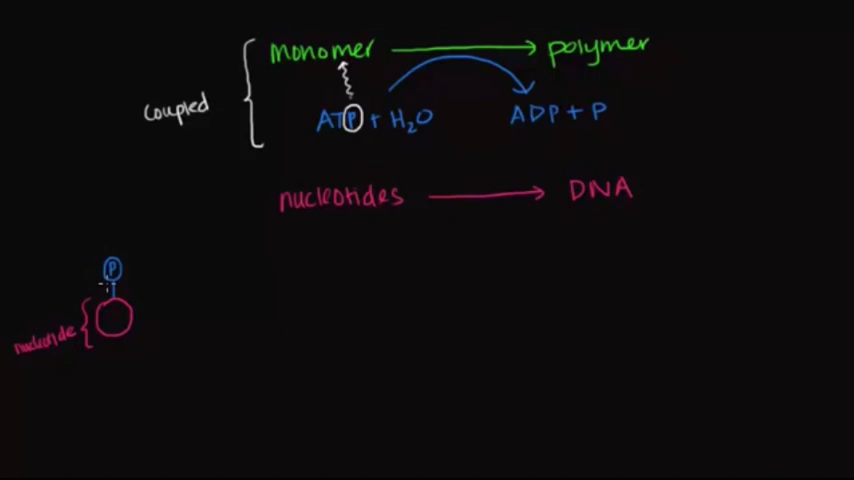 monomer → polymer
coupled
ATP + H₂O ADP + P
nucleotides → DNA
P
nucleotide